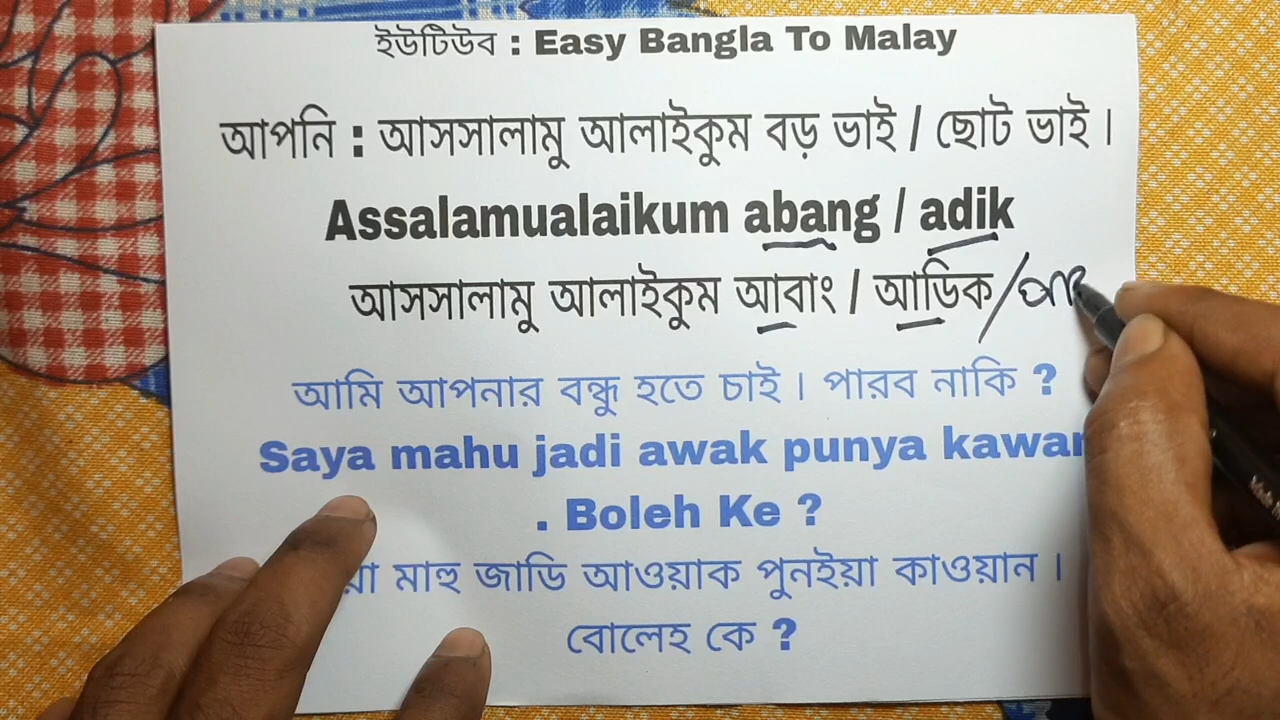 ইউটিউব : Easy Bangla To Malay
আপনি : আসসালামু আলাইকুম বড় ভাই / ছোট ভাই।
Assalamualaikum abang / adik
আসসালামু আলাইকুম আবাং / আডিক /
আমি আপনার বন্ধু হতে চাই। পারব নাকি ?
Saya mahu jadi awak punya
. Boleh Ke ?
মাহু জাডি আওয়াক পুনইয়া কাওয়ান।
বোলেহ কে ?